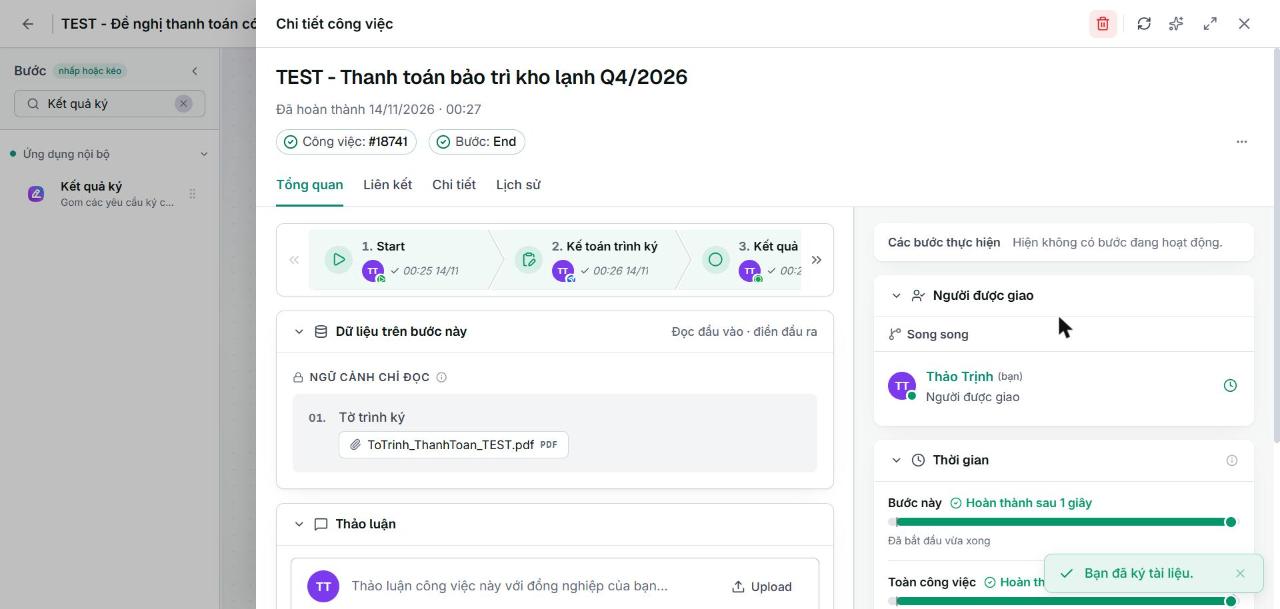 TEST - Đề nghị thanh toán có
Chi tiết công việc
Bước nhấp hoặc kéo
Kết quả ký
Ứng dụng nội bộ
Kết quả ký
Gom các yêu cầu ký c...
TEST - Thanh toán bảo trì kho lạnh Q4/2026
Đã hoàn thành 14/11/2026 · 00:27
Công việc: #18741 Bước: End
Tổng quan Liên kết Chi tiết Lịch sử
1. Start
TT 00:25 14/11
2. Kế toán trình ký
TT 00:26 14/11
3. Kết quả
TT 00:2
Dữ liệu trên bước này Đọc đầu vào · điền đầu ra
NGỮ CẢNH CHỈ ĐỌC
01. Tờ trình ký
ToTrinh_ThanhToan_TEST.pdf PDF
Thảo luận
TT Thảo luận công việc này với đồng nghiệp của bạn... Upload
Các bước thực hiện Hiện không có bước đang hoạt động.
Người được giao
Song song
TT Thảo Trịnh (bạn)
Người được giao
Thời gian
Bước này Hoàn thành sau 1 giây
Đã bắt đầu vừa xong
Toàn công việc Hoàn th
Bạn đã ký tài liệu.